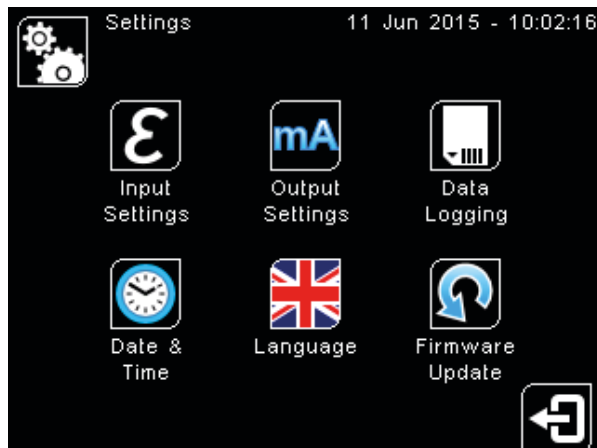 Settings
11 Jun 2015 - 10:02:16
Ɛ
mA
Input
Settings
Output
Settings
Data
Logging
Date &
Time
Language
Firmware
Update